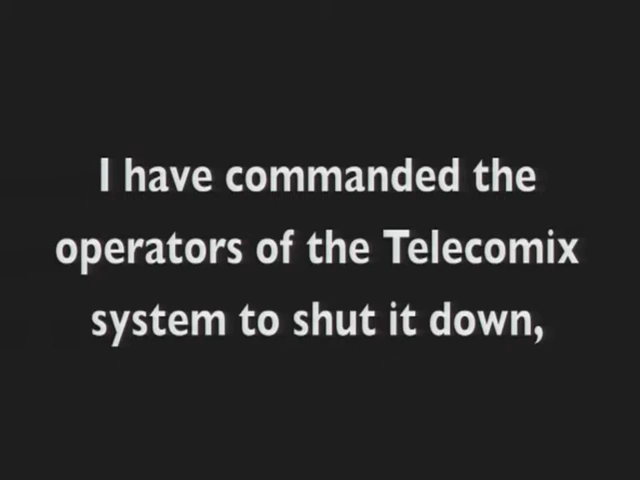 I have commanded the
operators of the Telecomix
system to shut it down,